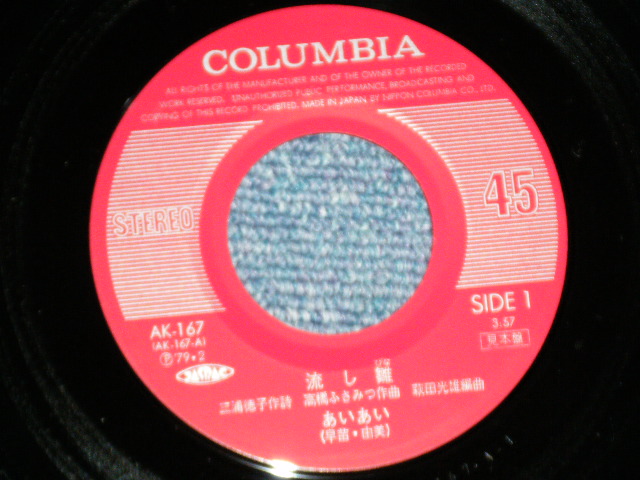 COLUMBIA
ALL RIGHTS OF THE MANUFACTURER AND OF THE OWNER OF THE RECORDED
WORK RESERVED. UNAUTHORIZED PUBLIC PERFORMANCE, BROADCASTING AND
COPYING OF THIS RECORD PROHIBITED. MADE IN JAPAN BY NIPPON COLUMBIA CO., LTD.
STEREO
45
AK-167
(AK-167-A)
Ⓟ'79•2
JASRAC
SIDE 1
3:57
見本盤
びな
流し雛
三浦徳子作詩 高橋ふさみつ作曲 萩田光雄編曲
あいあい
(早苗・由美)